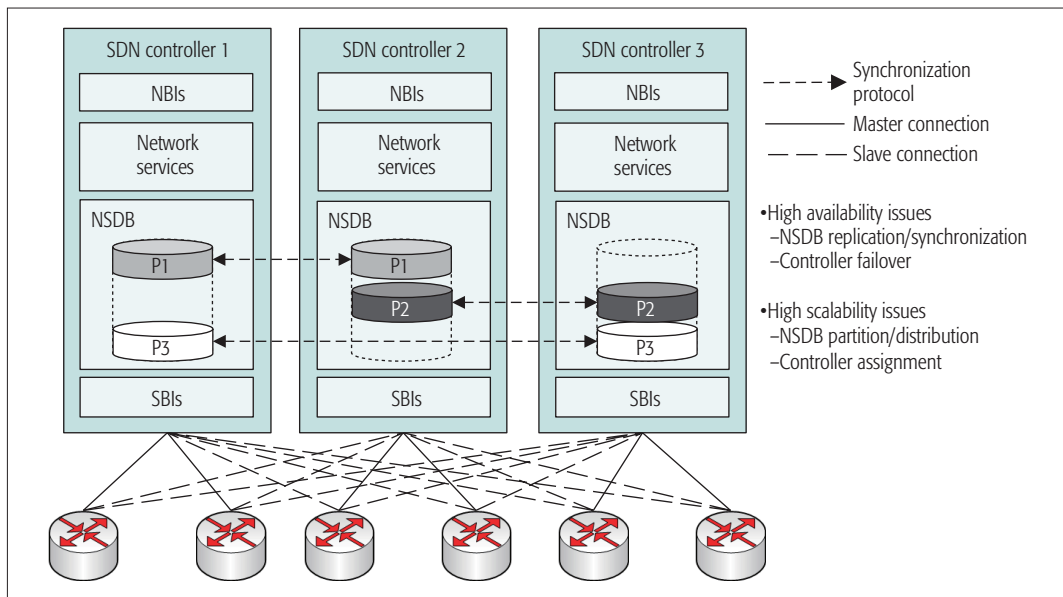 SDN controller 1
NBIs
Network
services
NSDB
P1
P3
SBIs
SDN controller 2
NBIs
Network
services
NSDB
P1
P2
SBIs
SDN controller 3
NBIs
Network
services
NSDB
P2
P3
SBIs
Synchronization
protocol
Master connection
Slave connection
•High availability issues
–NSDB replication/synchronization
–Controller failover
•High scalability issues
–NSDB partition/distribution
–Controller assignment